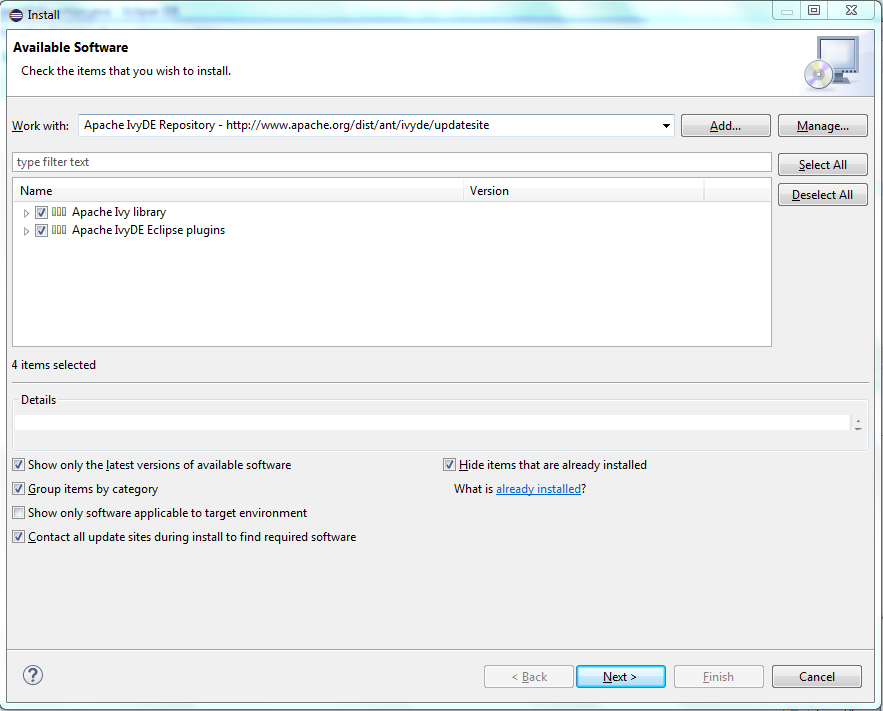 Install
Available Software
Check the items that you wish to install.
Work with: Apache IvyDE Repository - http://www.apache.org/dist/ant/ivyde/updatesite Add... Manage...
type filter text Select All
Name Version Deselect All
Apache Ivy library
Apache IvyDE Eclipse plugins
4 items selected
Details
Show only the latest versions of available software Hide items that are already installed
Group items by category What is already installed?
Show only software applicable to target environment
Contact all update sites during install to find required software
? < Back Next > Finish Cancel